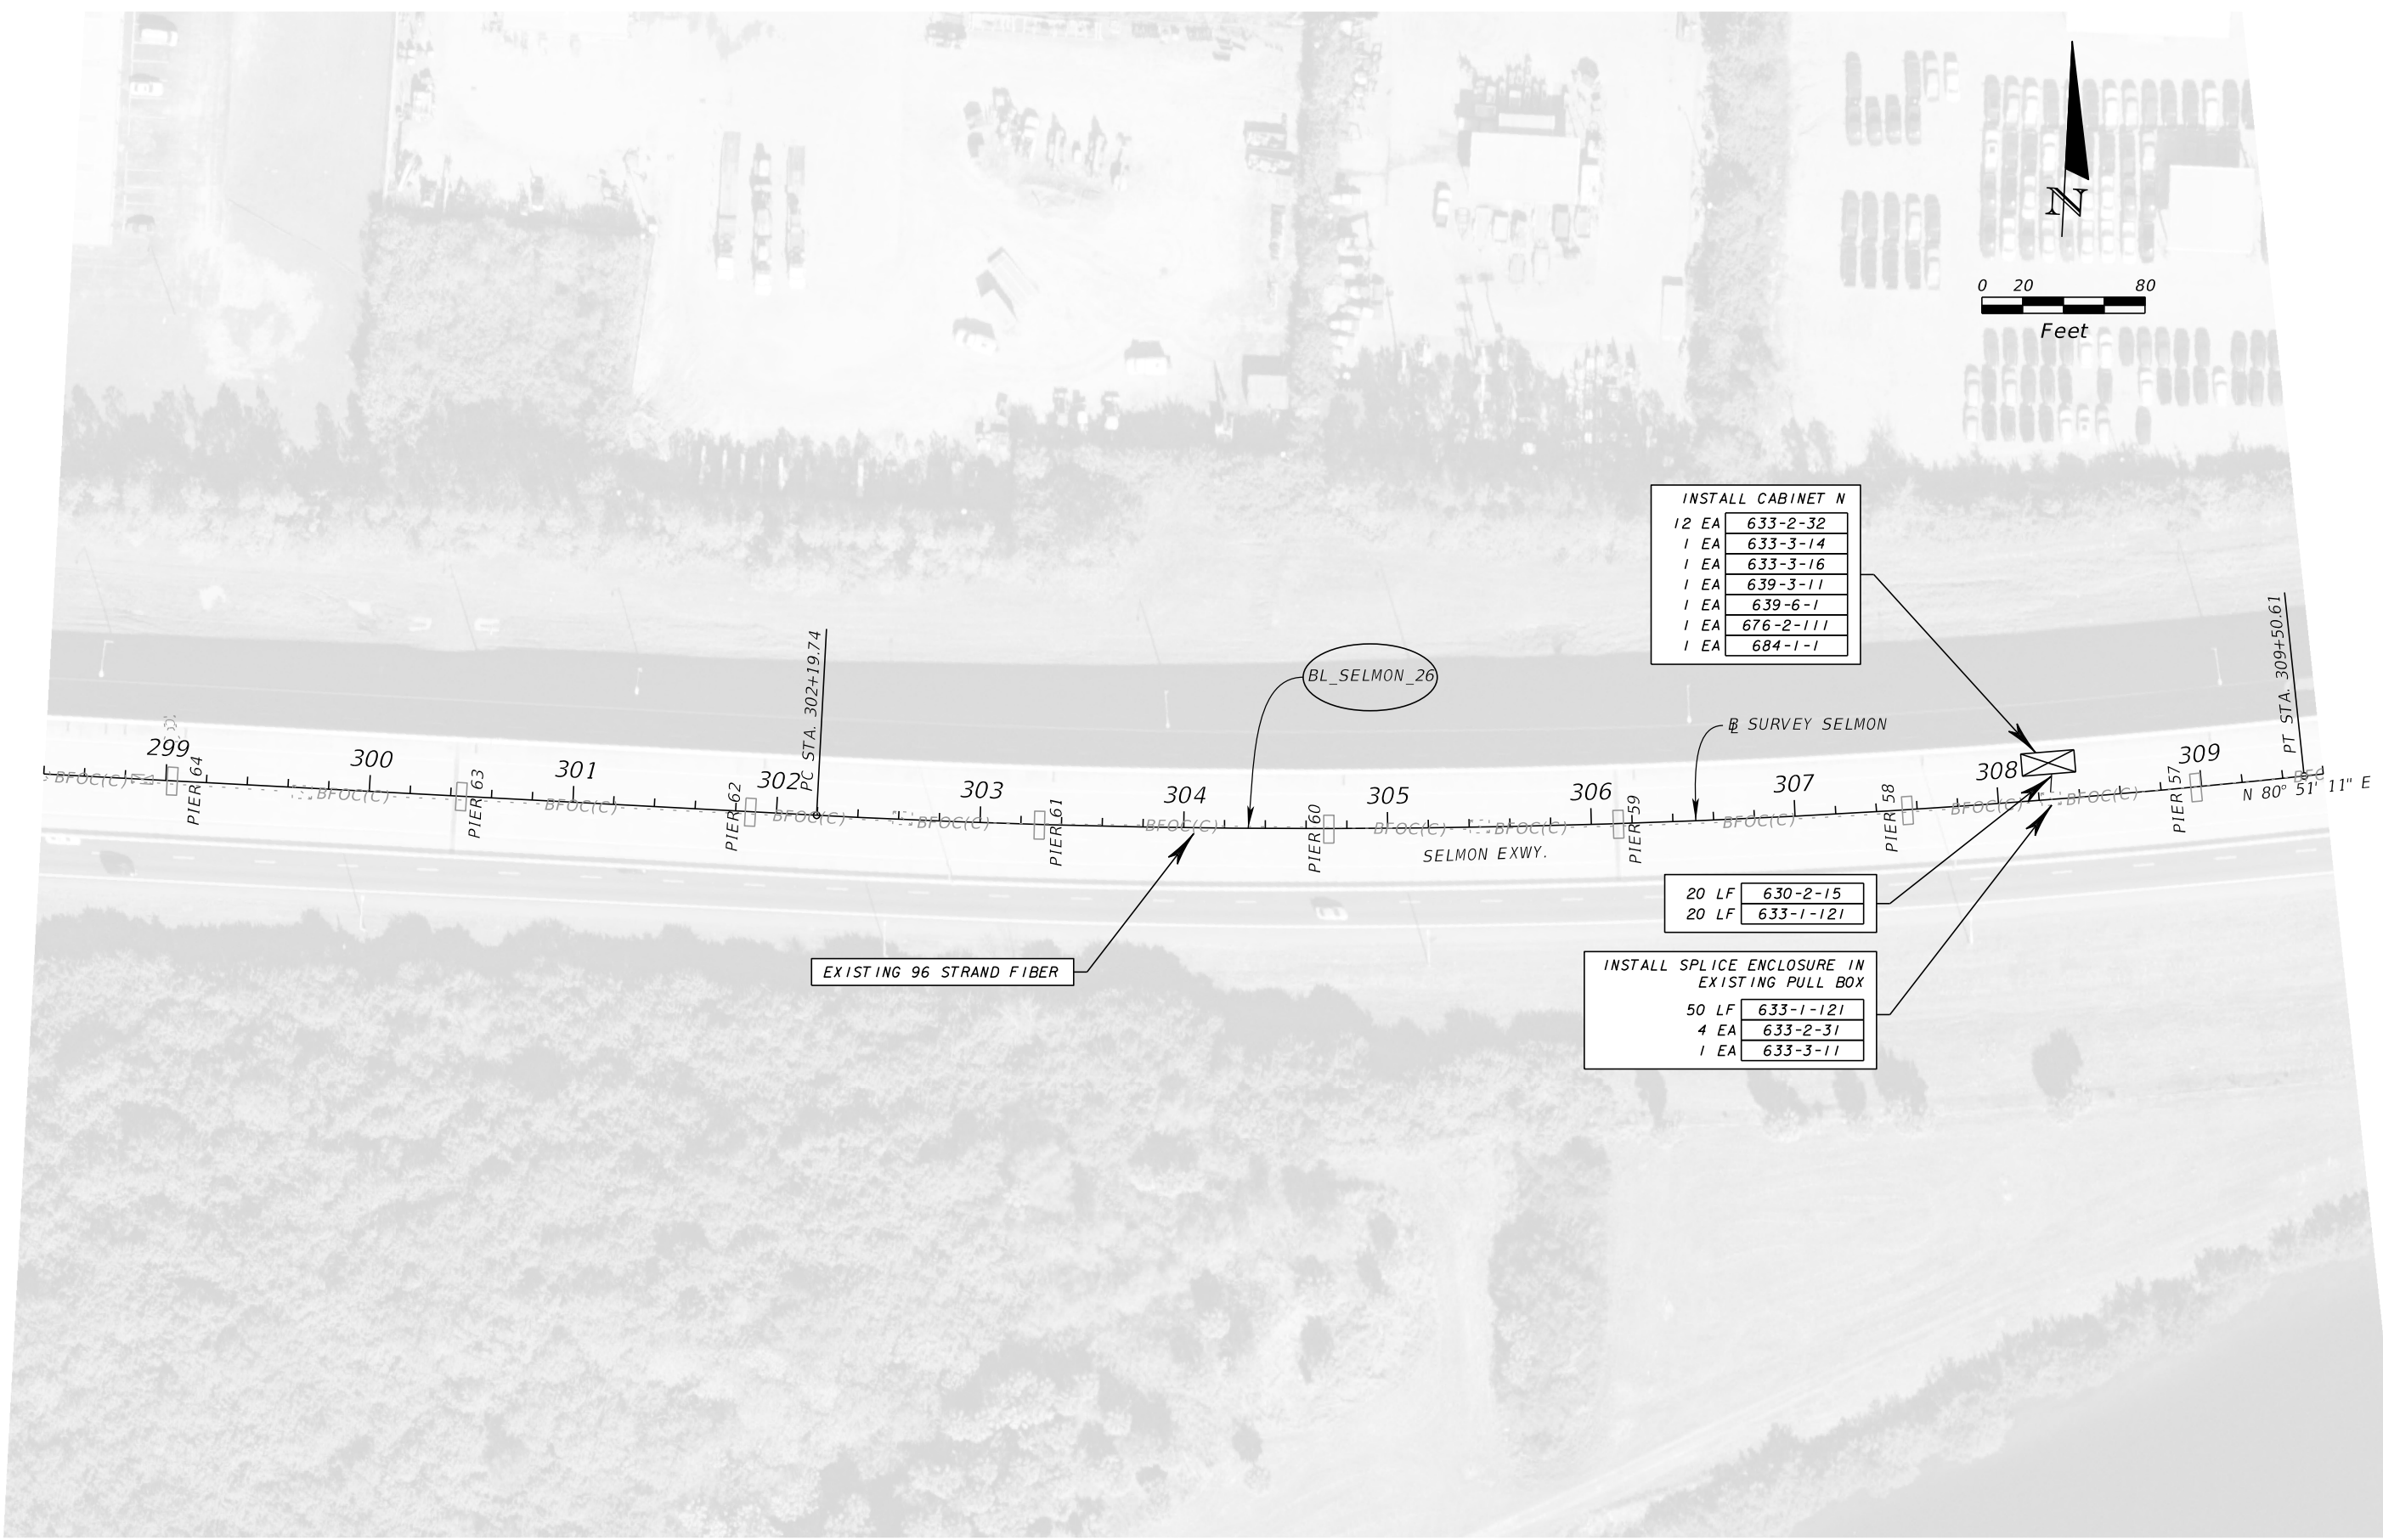 N
0 20 80
Feet
INSTALL CABINET N
12 EA 633-2-32
1 EA 633-3-14
1 EA 633-3-16
1 EA 639-3-11
1 EA 639-6-1
1 EA 676-2-111
1 EA 684-1-1
PC STA. 302+19.74
BL_SELMON_26
BL SURVEY SELMON
PT STA. 309+50.61
299 300 301 302 303 304 305 306 307 308 309
BFOC(C) BFOC(C) BFOC(C) BFOC(C) BFOC(C) BFOC(C) BFOC(C) BFOC(C) BFOC(C) BFOC(C) BFOC(C) BFOC
PIER 64 PIER 63 PIER 62 PIER 61 PIER 60 PIER 59 PIER 58 PIER 57
N 80° 51' 11" E
SELMON EXWY.
20 LF 630-2-15
20 LF 633-1-121
EXISTING 96 STRAND FIBER
INSTALL SPLICE ENCLOSURE IN
EXISTING PULL BOX
50 LF 633-1-121
4 EA 633-2-31
1 EA 633-3-11